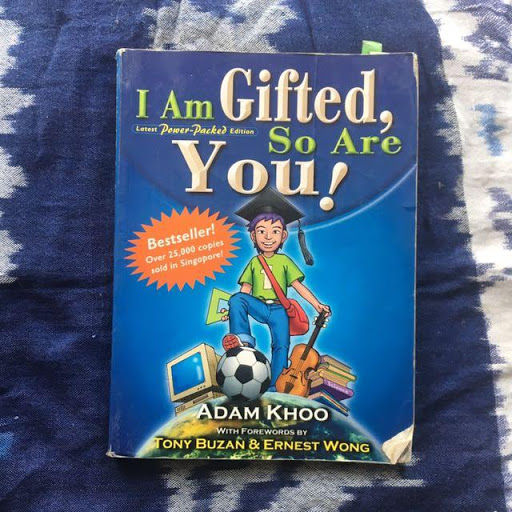 I Am Gifted,
Latest Power-Packed Edition
So Are
You!
Bestseller!
Over 25,000 copies
sold in Singapore!
Science
ADAM KHOO
WITH FOREWORDS BY
TONY BUZAN & ERNEST WONG